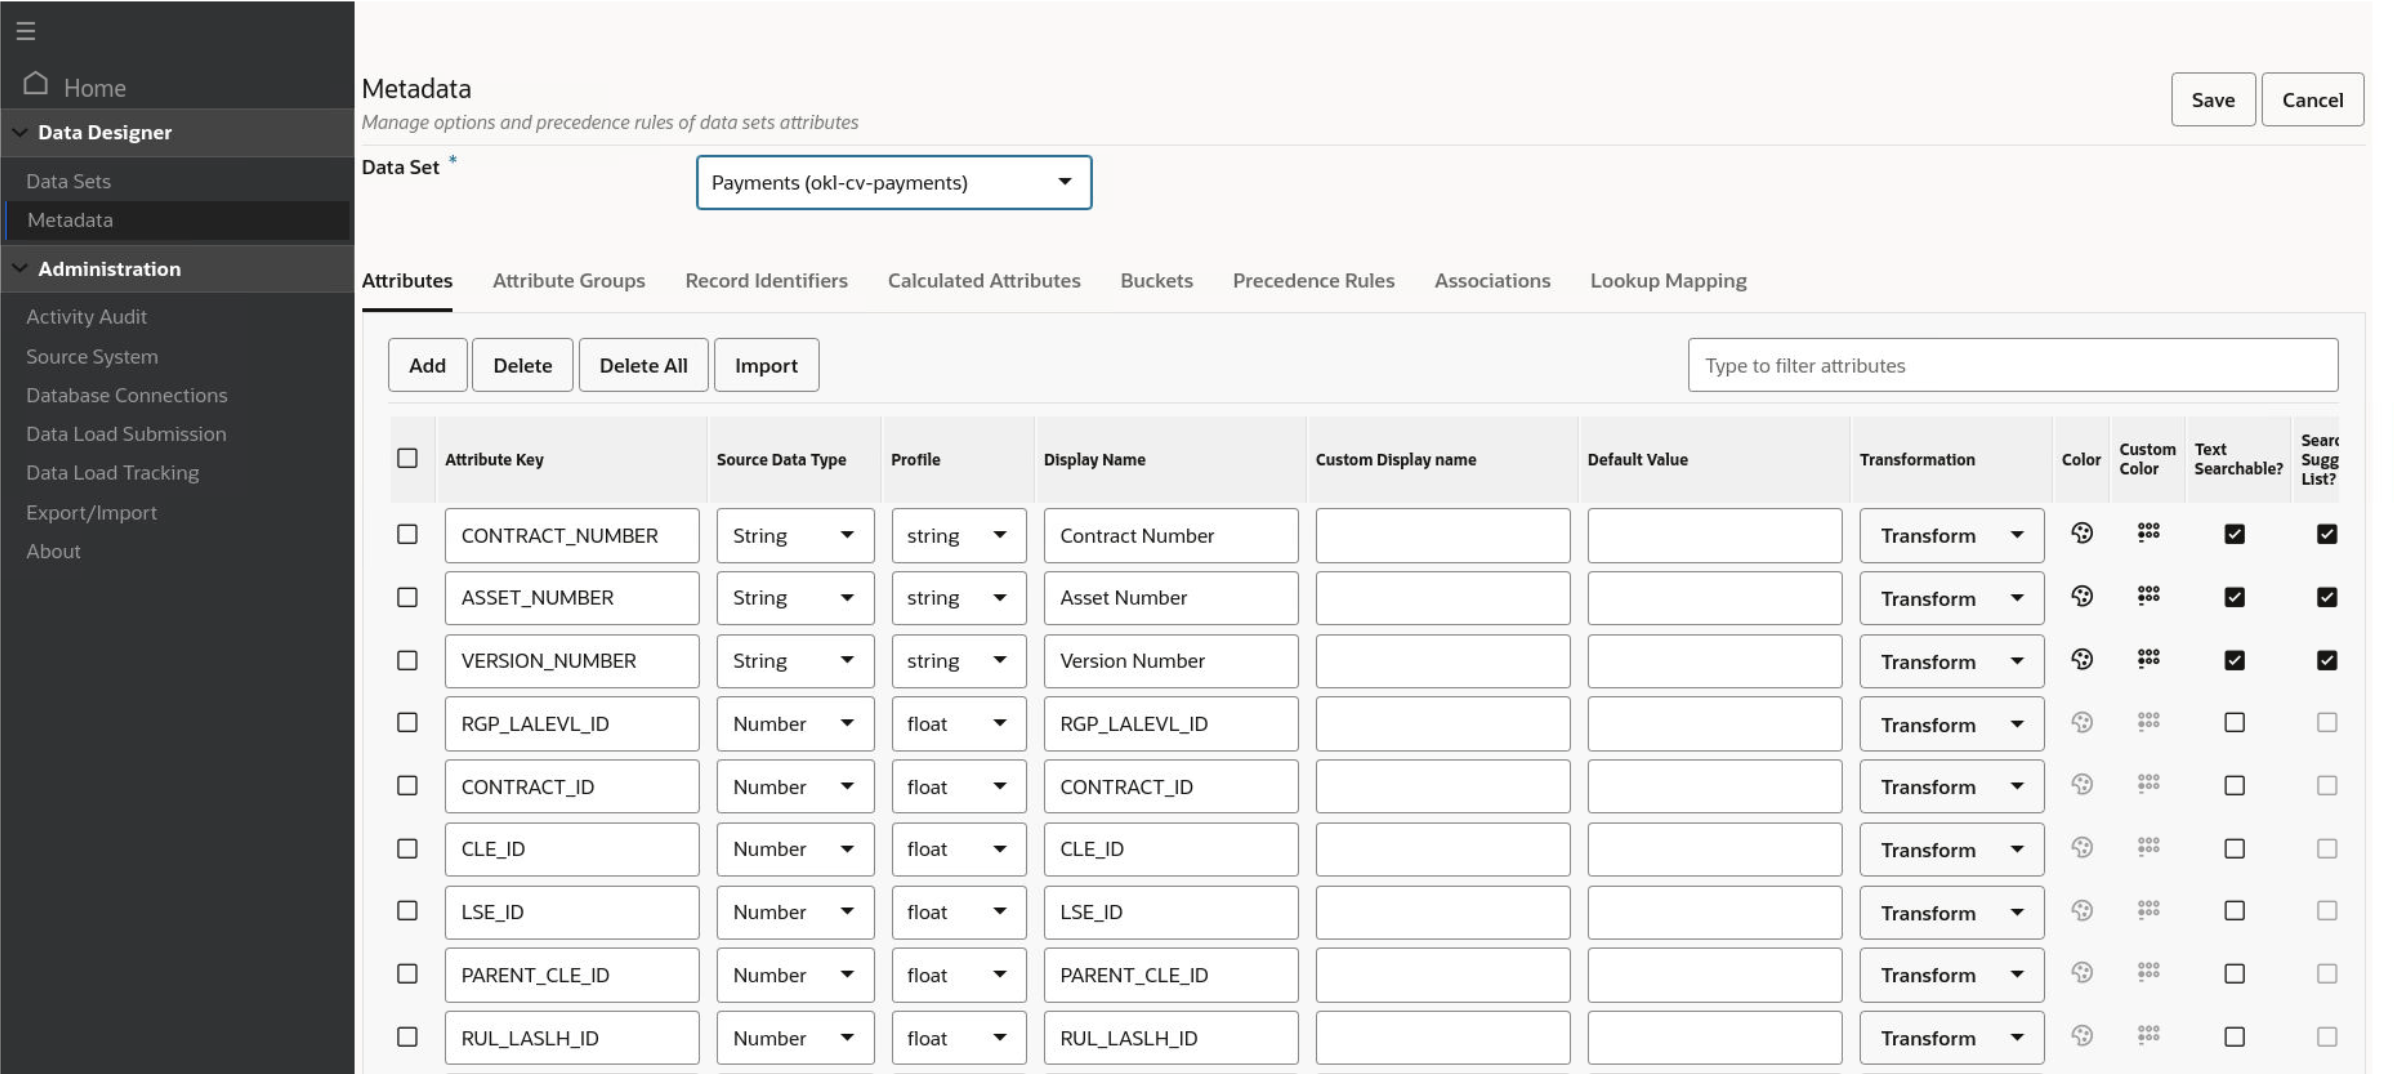 Home
Data Designer
Data Sets
Metadata
Administration
Activity Audit
Source System
Database Connections
Data Load Submission
Data Load Tracking
Export/Import
About
Metadata
Manage options and precedence rules of data sets attributes
Save Cancel
Data Set * Payments (okl-cv-payments)
Attributes Attribute Groups Record Identifiers Calculated Attributes Buckets Precedence Rules Associations Lookup Mapping
Add Delete Delete All Import Type to filter attributes
Attribute Key Source Data Type Profile Display Name Custom Display name Default Value Transformation Color Custom Color Text Searchable? Searc Sugg List?
CONTRACT_NUMBER String string Contract Number Transform
ASSET_NUMBER String string Asset Number Transform
VERSION_NUMBER String string Version Number Transform
RGP_LALEVL_ID Number float RGP_LALEVL_ID Transform
CONTRACT_ID Number float CONTRACT_ID Transform
CLE_ID Number float CLE_ID Transform
LSE_ID Number float LSE_ID Transform
PARENT_CLE_ID Number float PARENT_CLE_ID Transform
RUL_LASLH_ID Number float RUL_LASLH_ID Transform